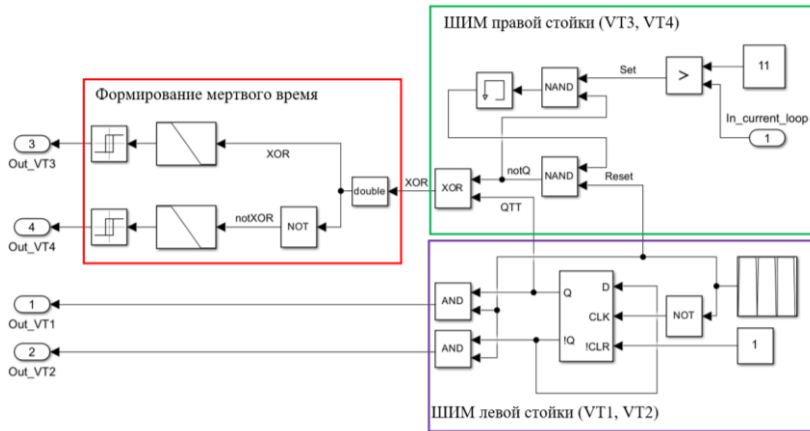 ШИМ правой стойки (VT3, VT4)
Формирование мертвого время
Set
>
11
In_current_loop
1
NAND
NAND
Reset
notQ
XOR
QTT
XOR
double
XOR
3
Out_VT3
notXOR
NOT
4
Out_VT4
1
Out_VT1
2
Out_VT2
AND
AND
Q
!Q
D
CLK
!CLR
NOT
1
ШИМ левой стойки (VT1, VT2)